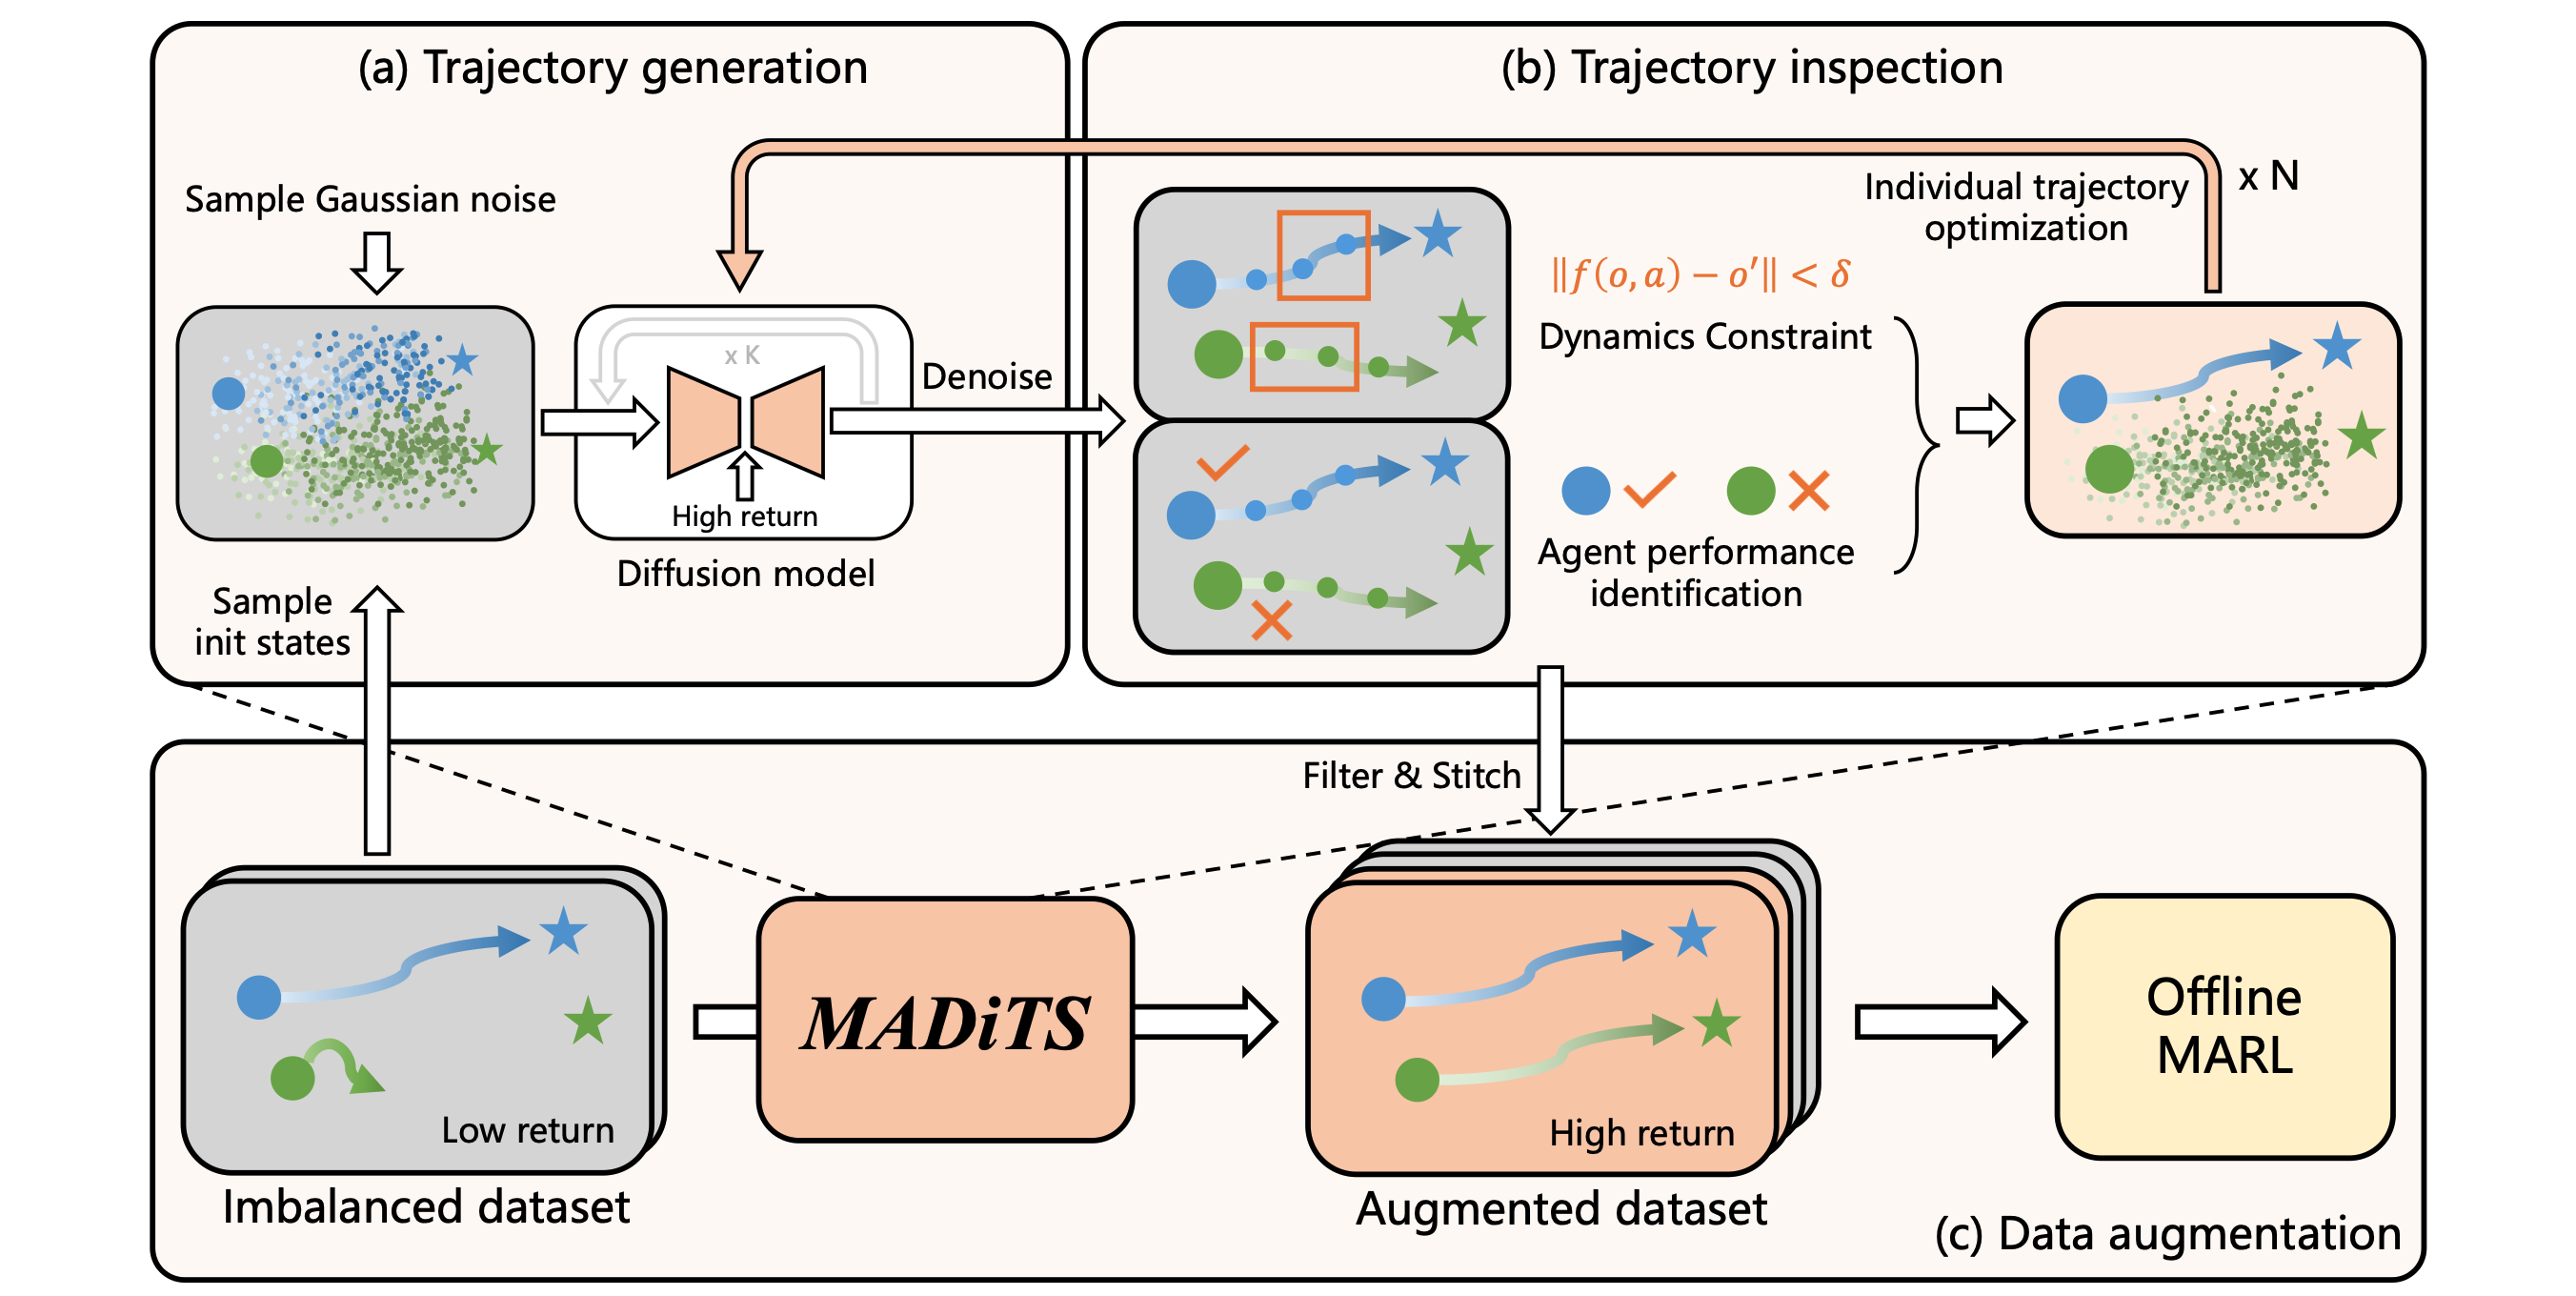 (a) Trajectory generation
Sample Gaussian noise
x K
High return
Diffusion model
Denoise
Sample
init states
(b) Trajectory inspection
Individual trajectory
optimization
x N
‖f(o, a) − o′‖ < δ
Dynamics Constraint
Agent performance
identification
Filter & Stitch
Low return
Imbalanced dataset
MADiTS
High return
Augmented dataset
Offline
MARL
(c) Data augmentation